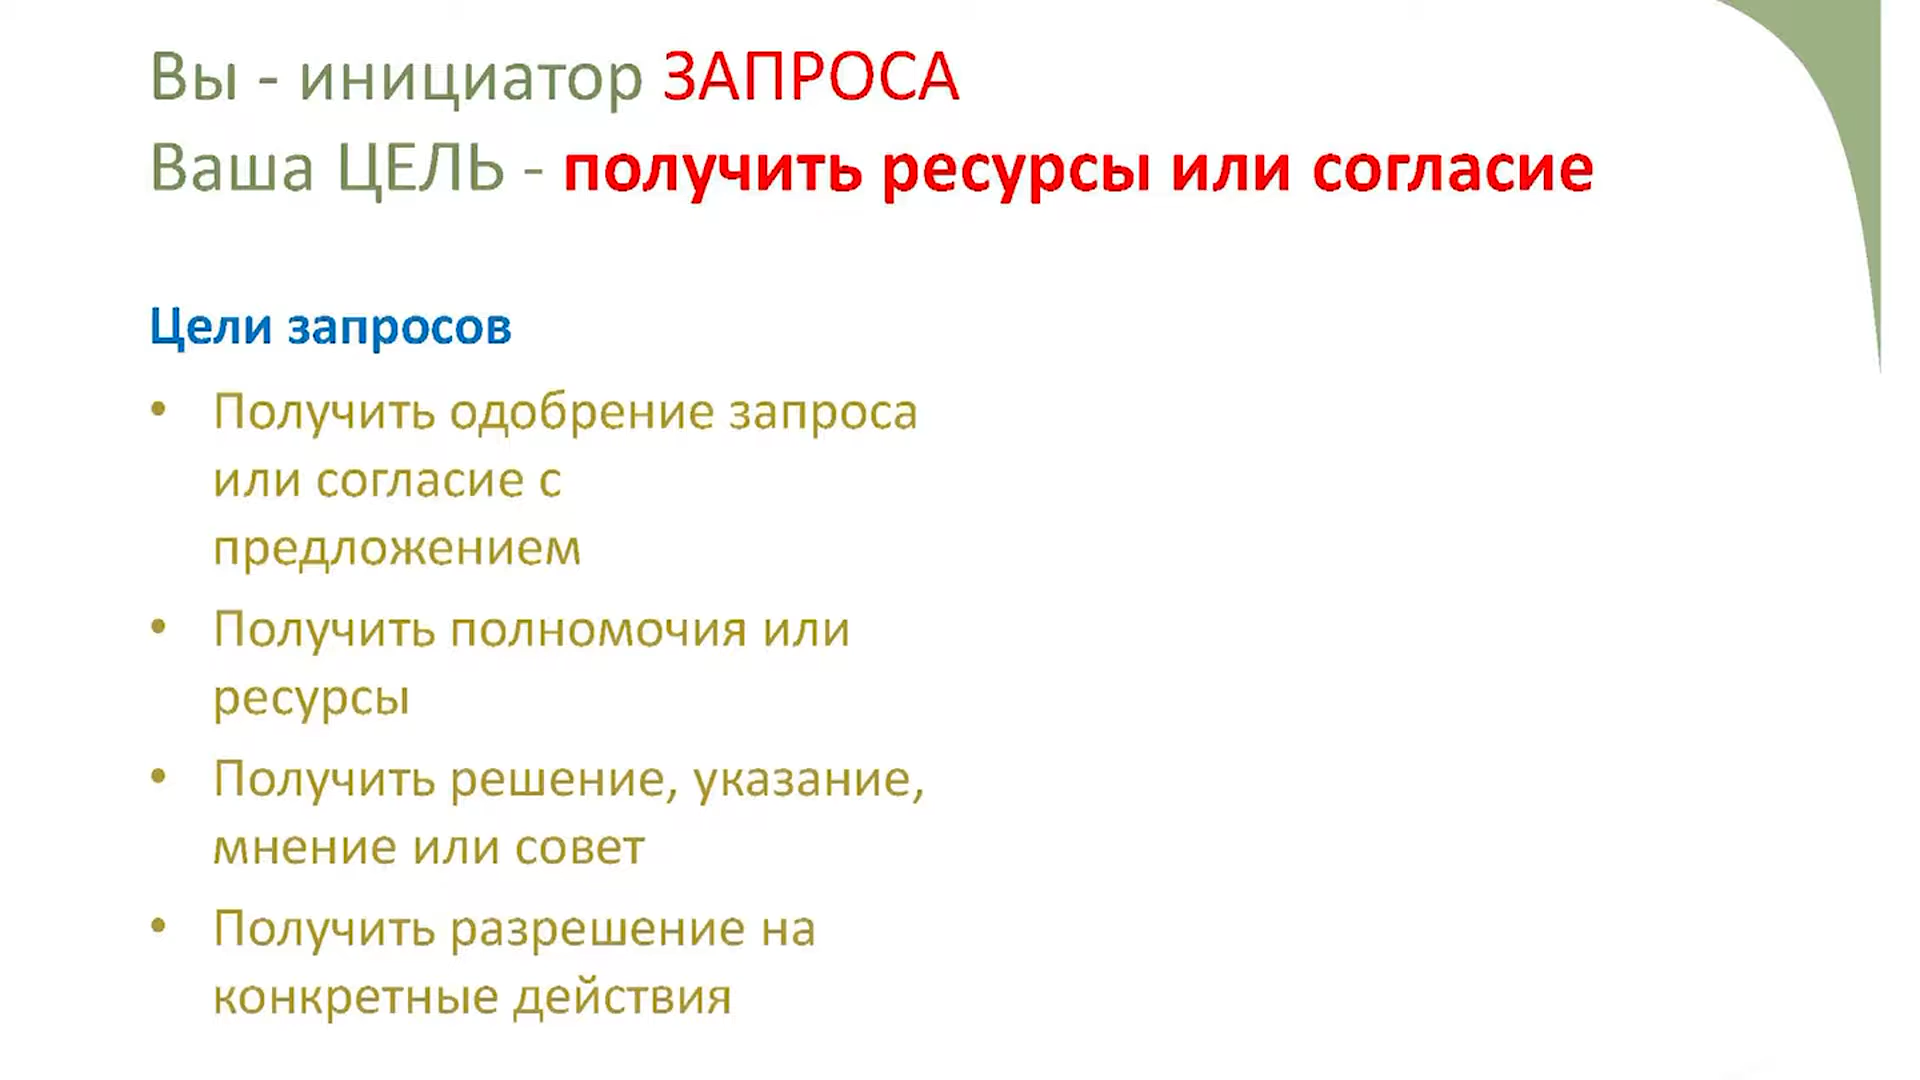 Вы - инициатор ЗАПРОСА
Ваша ЦЕЛЬ - получить ресурсы или согласие
Цели запросов
• Получить одобрение запроса
или согласие с
предложением
• Получить полномочия или
ресурсы
• Получить решение, указание,
мнение или совет
• Получить разрешение на
конкретные действия